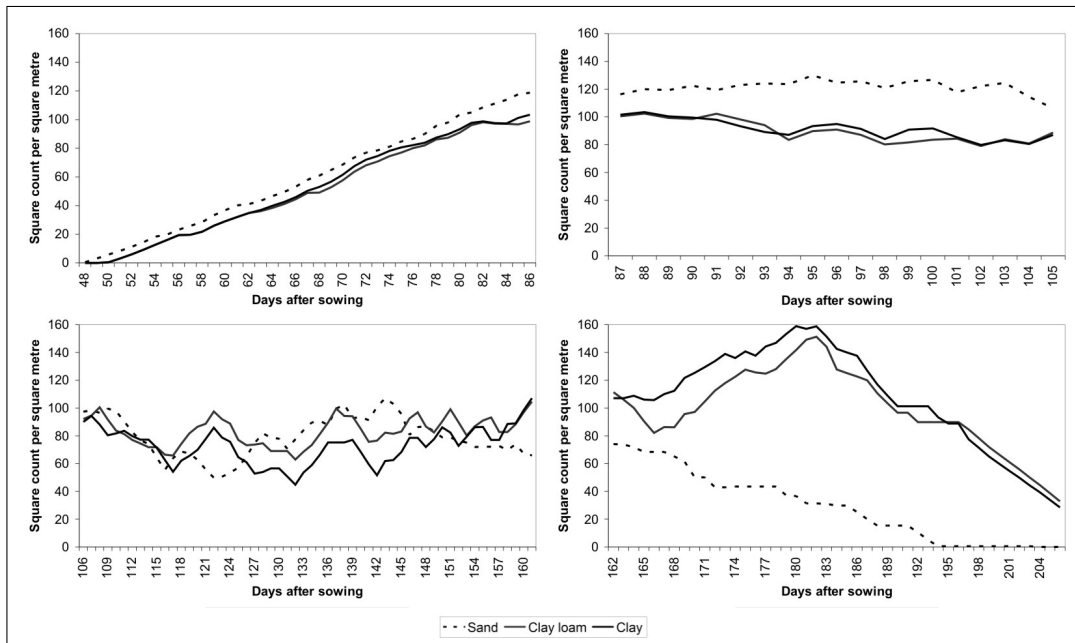 Square count per square metre
160
140
120
100
80
60
40
20
0
48 50 52 54 56 58 60 62 64 66 68 70 72 74 76 78 80 82 84 86
Days after sowing
Square count per square metre
160
140
120
100
80
60
40
20
0
87 88 89 90 91 92 93 94 95 96 98 99 100 101 102 103 104 105
Days after sowing
Square count per square metre
160
140
120
100
80
60
40
20
0
106 109 112 115 118 121 124 127 130 133 136 139 142 145 148 151 154 157 160
Days after sowing
Square count per square metre
160
140
120
100
80
60
40
20
0
162 165 168 171 174 177 180 183 186 189 192 195 198 201 204
Days after sowing
Sand Clay loam Clay